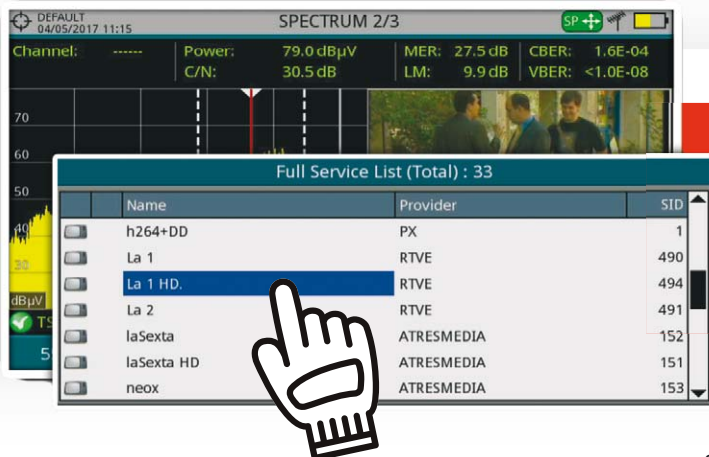 DEFAULT
04/05/2017 11:15
SPECTRUM 2/3
SP
Channel: ------ Power: 79.0 dBµV MER: 27.5 dB CBER: 1.6E-04
C/N: 30.5 dB LM: 9.9 dB VBER: <1.0E-08
70
60
50
40
30
dBµV
TS
5
Full Service List (Total) : 33
Name Provider SID
h264+DD PX 1
La 1 RTVE 490
La 1 HD. RTVE 494
La 2 RTVE 491
laSexta ATRESMEDIA 152
laSexta HD ATRESMEDIA 151
neox ATRESMEDIA 153